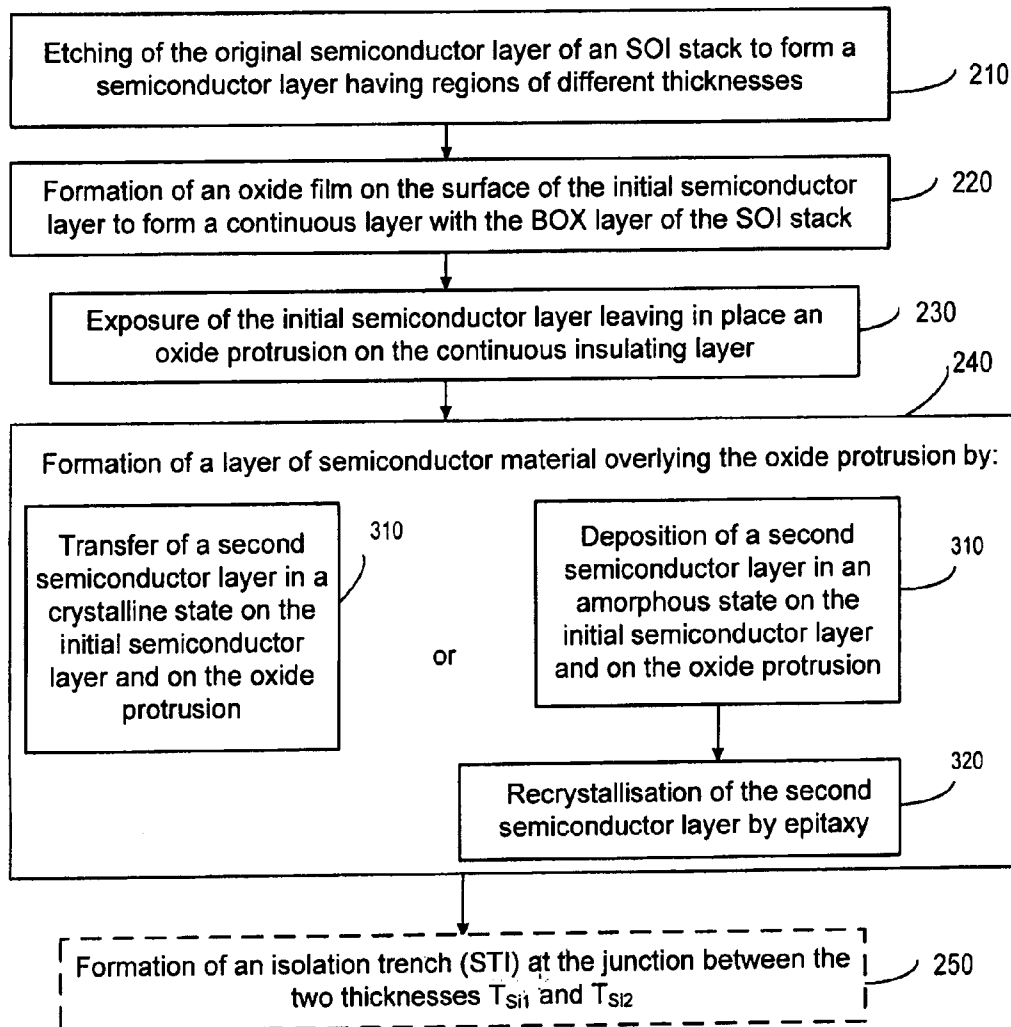 Etching of the original semiconductor layer of an SOI stack to form a
semiconductor layer having regions of different thicknesses
210
Formation of an oxide film on the surface of the initial semiconductor
layer to form a continuous layer with the BOX layer of the SOI stack
220
Exposure of the initial semiconductor layer leaving in place an
oxide protrusion on the continuous insulating layer
230
240
Formation of a layer of semiconductor material overlying the oxide protrusion by:
Transfer of a second
semiconductor layer in a
crystalline state on the
initial semiconductor
layer and on the oxide
protrusion
310
or
Deposition of a second
semiconductor layer in an
amorphous state on the
initial semiconductor layer
and on the oxide protrusion
310
Recrystallisation of the second
semiconductor layer by epitaxy
320
Formation of an isolation trench (STI) at the junction between the
two thicknesses TSi1 and TSI2
250